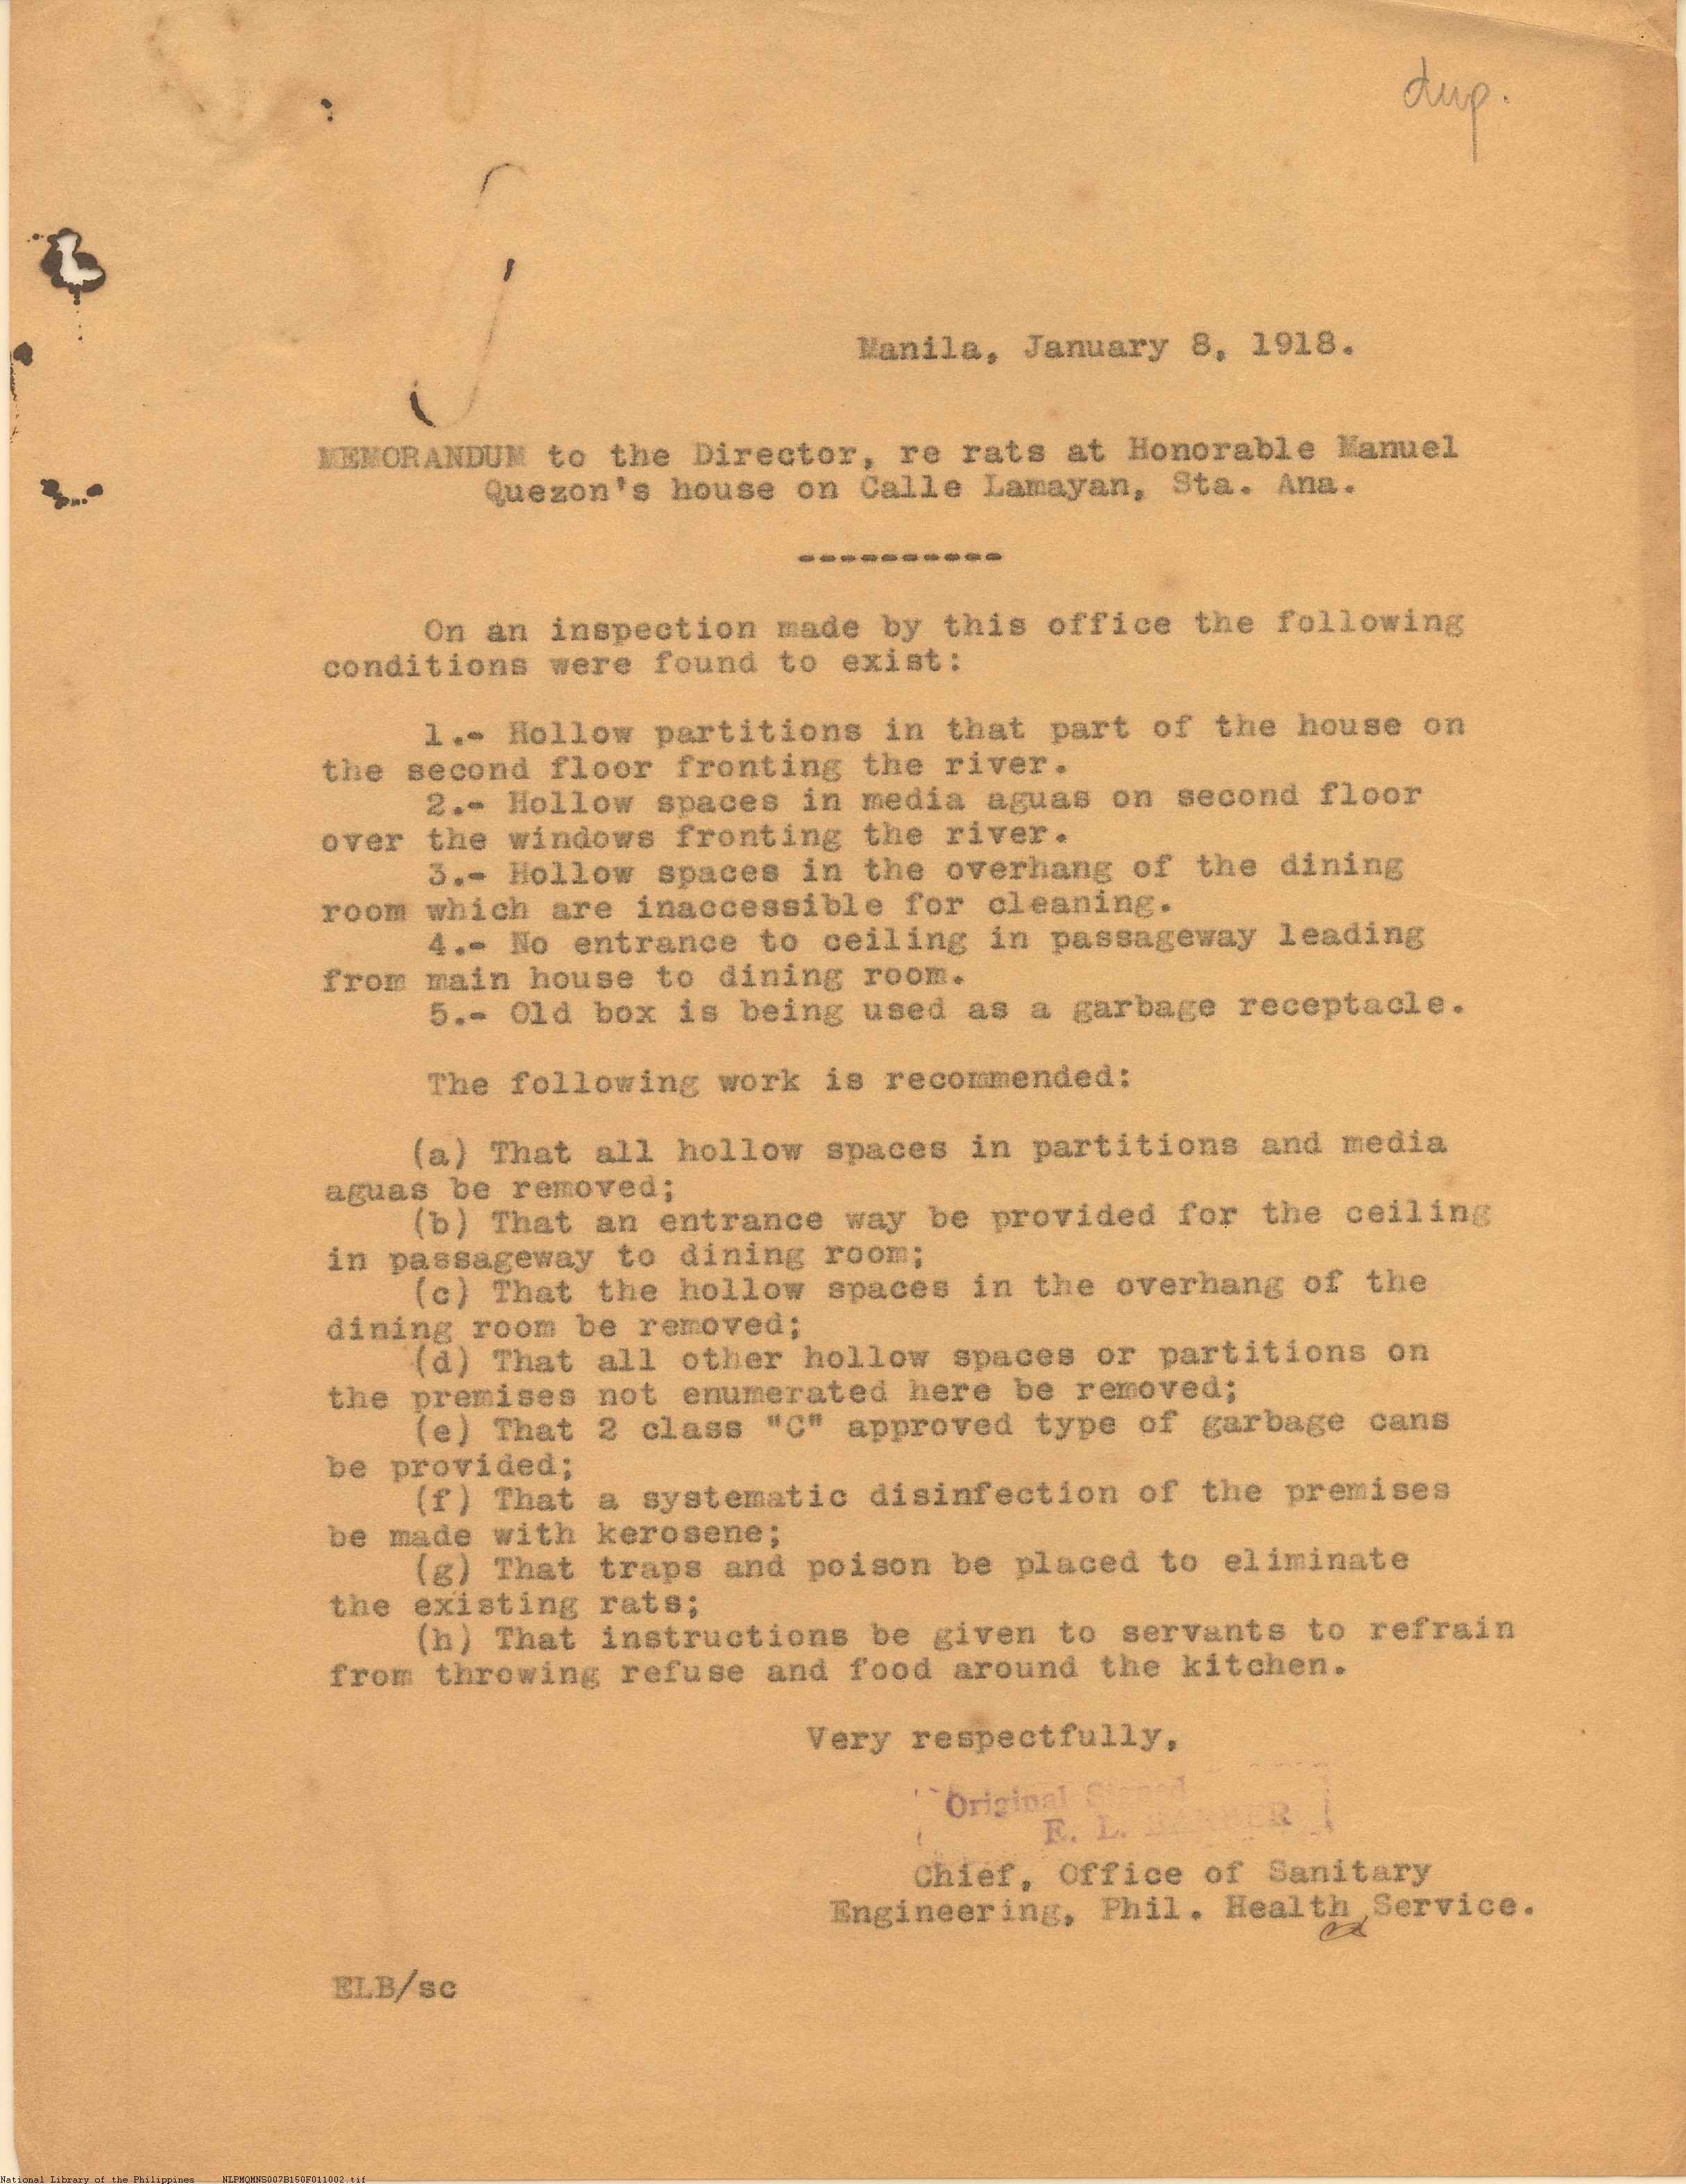 dup.
Manila, January 8, 1918.
MEMORANDUM to the Director, re rats at Honorable Manuel
Quezon's house on Calle Lamayan, Sta. Ana.
----------
On an inspection made by this office the following
conditions were found to exist:
1.- Hollow partitions in that part of the house on
the second floor fronting the river.
2.- Hollow spaces in media aguas on second floor
over the windows fronting the river.
3.- Hollow spaces in the overhang of the dining
room which are inaccessible for cleaning.
4.- No entrance to ceiling in passageway leading
from main house to dining room.
5.- Old box is being used as a garbage receptacle.
The following work is recommended:
(a) That all hollow spaces in partitions and media
aguas be removed;
(b) That an entrance way be provided for the ceiling
in passageway to dining room;
(c) That the hollow spaces in the overhang of the
dining room be removed;
(d) That all other hollow spaces or partitions on
the premises not enumerated here be removed;
(e) That 2 class "C" approved type of garbage cans
be provided;
(f) That a systematic disinfection of the premises
be made with kerosene;
(g) That traps and poison be placed to eliminate
the existing rats;
(h) That instructions be given to servants to refrain
from throwing refuse and food around the kitchen.
Very respectfully,
Original Signed
E. L.
Chief, Office of Sanitary
Engineering, Phil. Health Service.
ELB/sc
National Library of the Philippines NLPMQMNS007B150F011002.tif